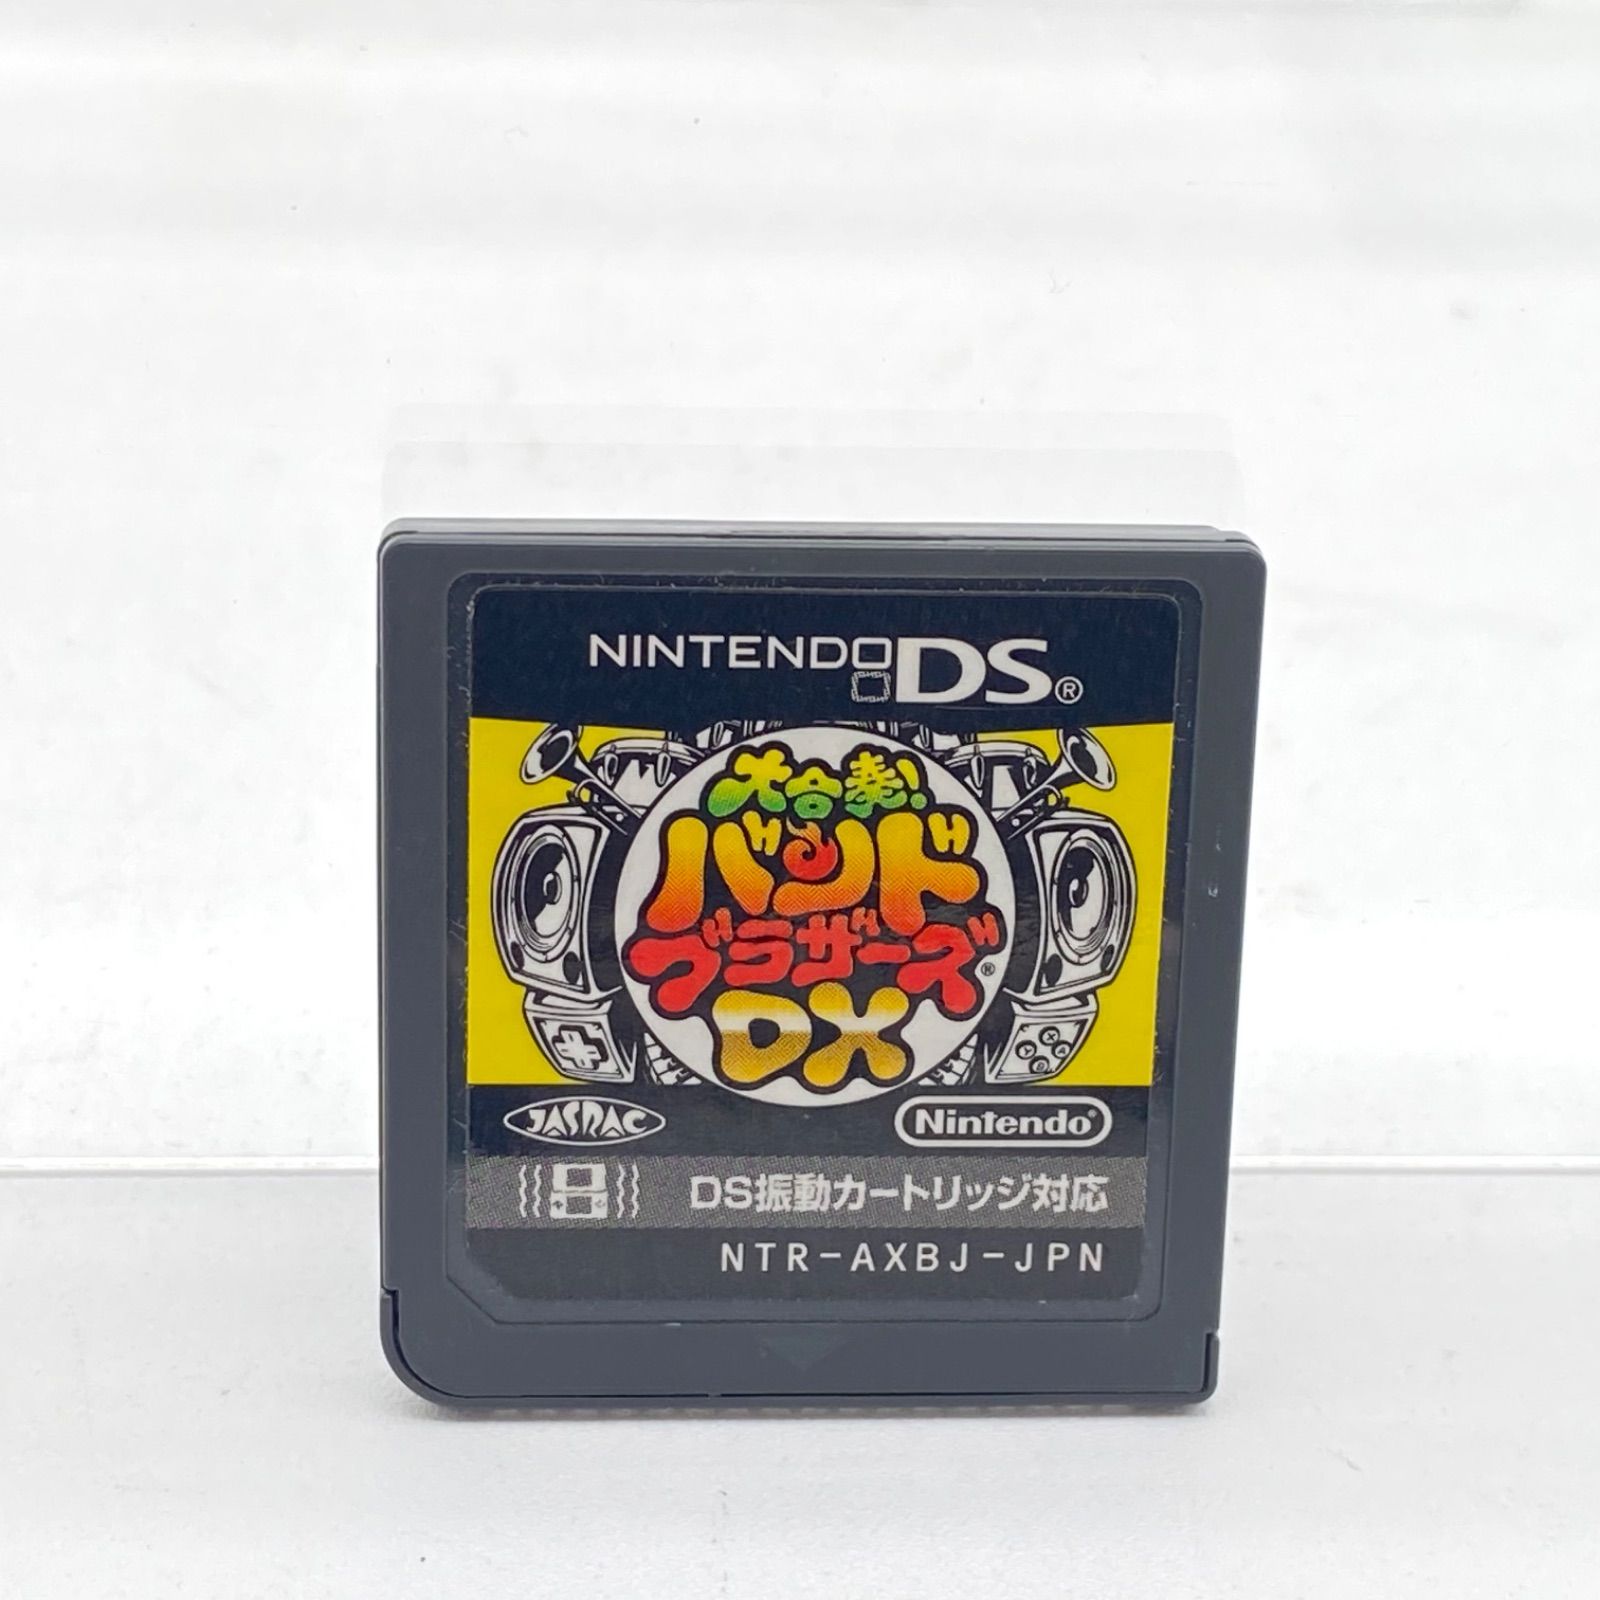 NINTENDO DS®
大合奏!
バンド
ブラザーズ®
DX
JASRAC
Nintendo®
DS振動カートリッジ対応
NTR-AXBJ-JPN